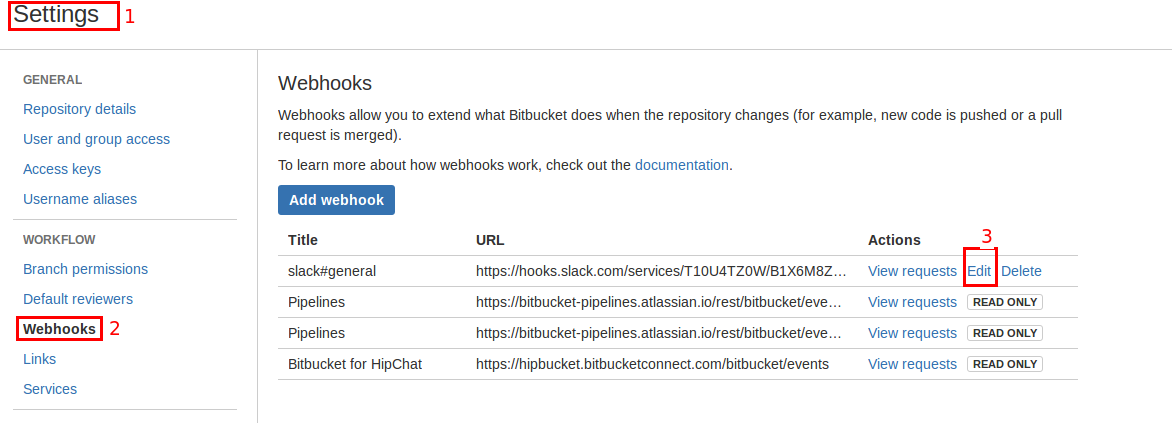 Settings 1
GENERAL
Repository details
User and group access
Access keys
Username aliases
WORKFLOW
Branch permissions
Default reviewers
Webhooks 2
Links
Services
Webhooks
Webhooks allow you to extend what Bitbucket does when the repository changes (for example, new code is pushed or a pull
request is merged).
To learn more about how webhooks work, check out the documentation.
Add webhook
Title URL Actions 3
slack#general https://hooks.slack.com/services/T10U4TZ0W/B1X6M8Z… View requests Edit Delete
Pipelines https://bitbucket-pipelines.atlassian.io/rest/bitbucket/eve… View requests READ ONLY
Pipelines https://bitbucket-pipelines.atlassian.io/rest/bitbucket/eve… View requests READ ONLY
Bitbucket for HipChat https://hipbucket.bitbucketconnect.com/bitbucket/events View requests READ ONLY